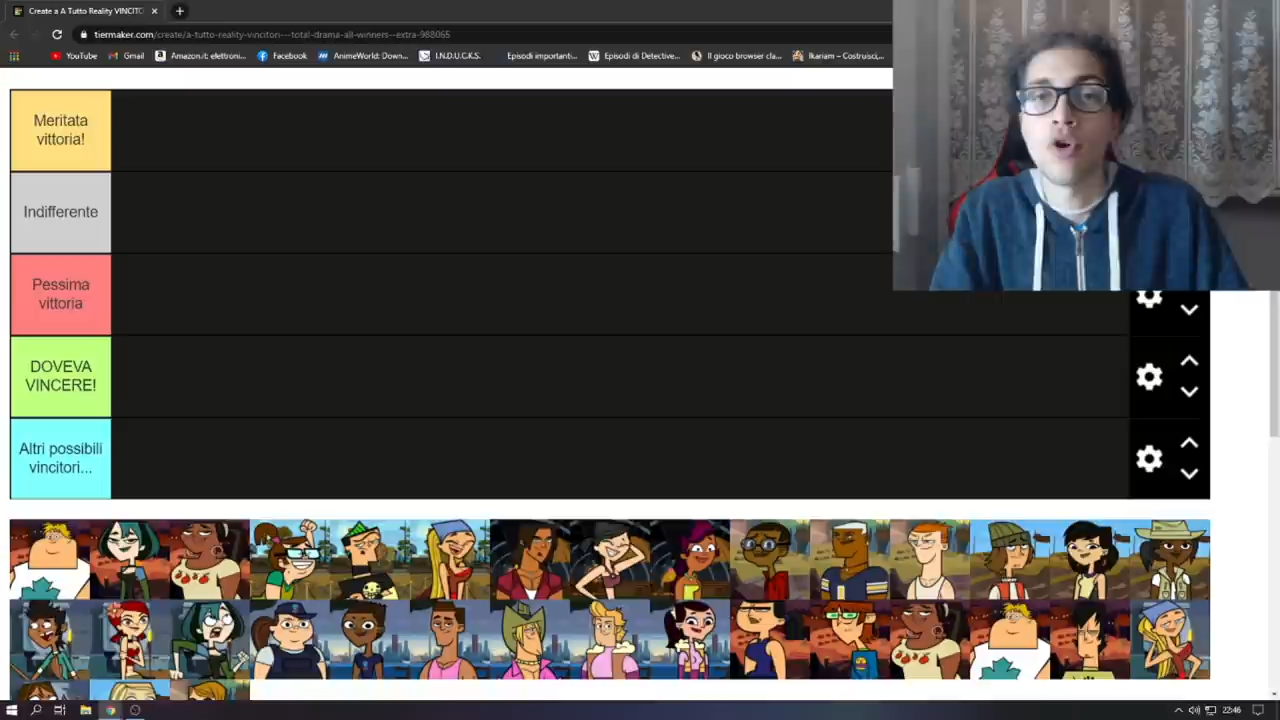 Create a A Tutto Reality VINCITO
tiermaker.com/create/a-tutto-reality-vincitori---total-drama-all-winners--extra-988065
YouTube Gmail Amazon.it: elettroni... Facebook AnimeWorld: Down... I.N.D.U.C.K.S. Episodi importanti... Episodi di Detective... Il gioco browser cla... Ikariam – Costruisci,...
Meritata
vittoria!
Indifferente
Pessima
vittoria
DOVEVA
VINCERE!
Altri possibili
vincitori...
22:46